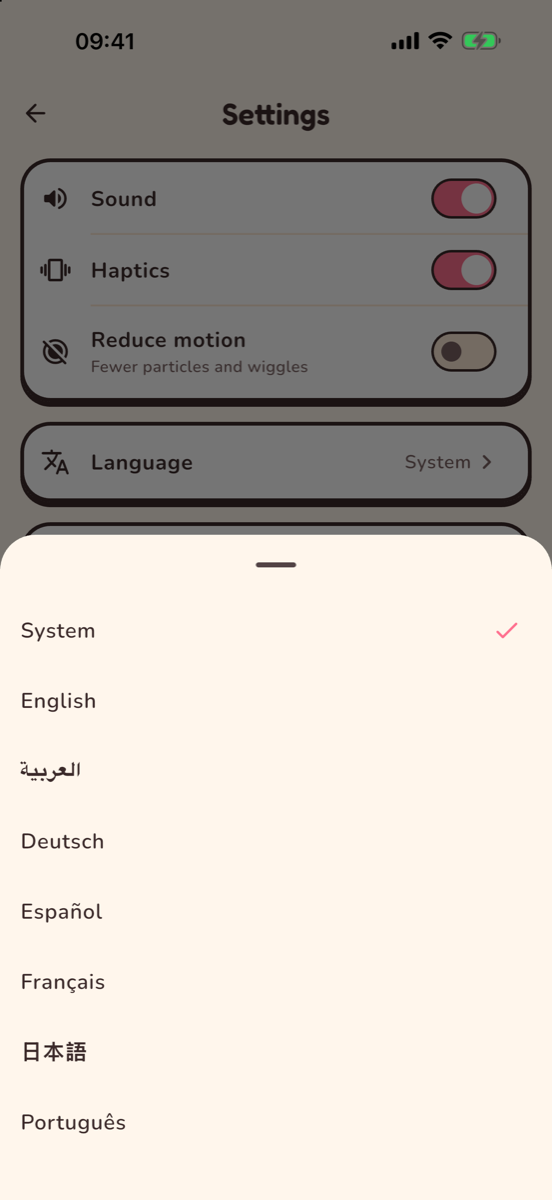 09:41
Settings
Sound
Haptics
Reduce motion
Fewer particles and wiggles
Language
System
System
English
العربية
Deutsch
Español
Français
日本語
Português